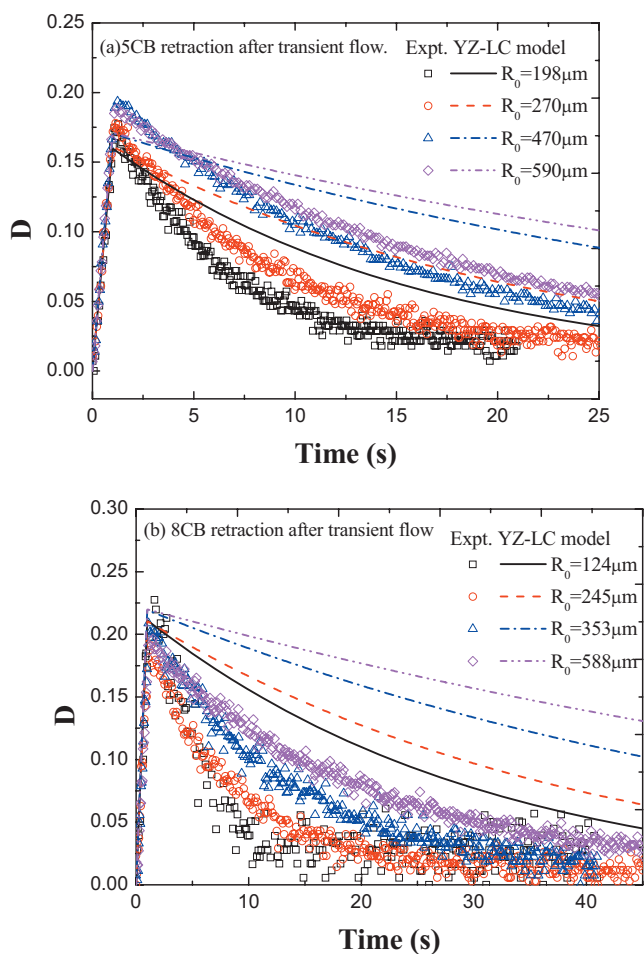 (a)5CB retraction after transient flow. Expt. YZ-LC model
R₀=198μm
R₀=270μm
R₀=470μm
R₀=590μm
0.20
0.15
0.10
0.05
0.00
D
0 5 10 15 20 25
Time (s)
(b) 8CB retraction after transient flow
Expt. YZ-LC model
R₀=124μm
R₀=245μm
R₀=353μm
R₀=588μm
0.30
0.25
0.20
0.15
0.10
0.05
0.00
D
0 10 20 30 40
Time (s)